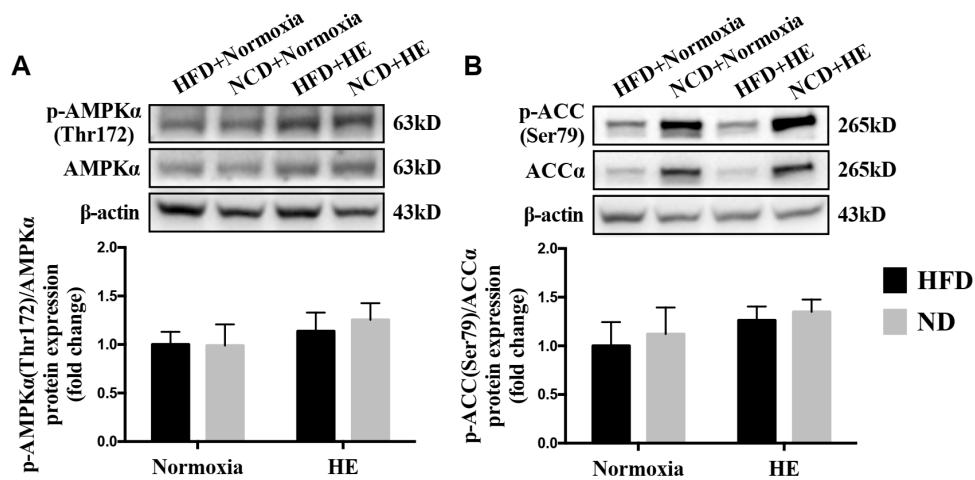 A
HFD+Normoxia
NCD+Normoxia
HFD+HE
NCD+HE
p-AMPKα
(Thr172)
63kD
AMPKα
63kD
β-actin
43kD
p-AMPKα(Thr172)/AMPKα
protein expression
(fold change)
2.0
1.5
1.0
0.5
0.0
Normoxia
HE
B
HFD+Normoxia
NCD+Normoxia
HFD+HE
NCD+HE
p-ACC
(Ser79)
265kD
ACCα
265kD
β-actin
43kD
p-ACC(Ser79)/ACCα
protein expression
(fold change)
2.0
1.5
1.0
0.5
0.0
Normoxia
HE
HFD
ND